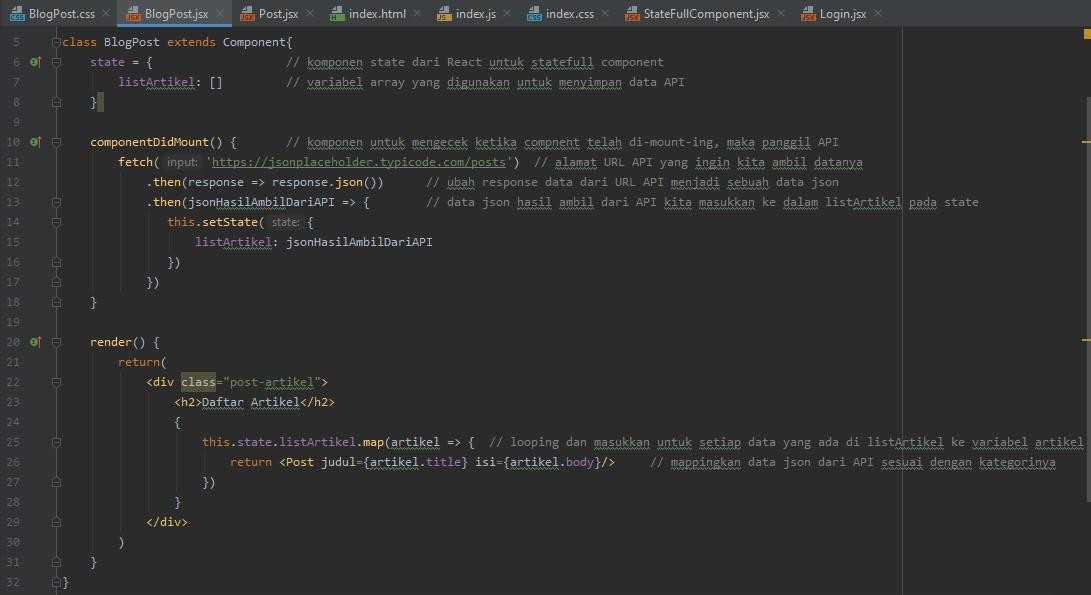 BlogPost.css BlogPost.jsx Post.jsx index.html index.js index.css StateFullComponent.jsx Login.jsx
5 class BlogPost extends Component{
6 state = { // komponen state dari React untuk statefull component
7 listArtikel: [] // variabel array yang digunakan untuk menyimpan data API
8 }
9
10 componentDidMount() { // komponen untuk mengecek ketika compnent telah di-mount-ing, maka panggil API
11 fetch( input: 'https://jsonplaceholder.typicode.com/posts') // alamat URL API yang ingin kita ambil datanya
12 .then(response => response.json()) // ubah response data dari URL API menjadi sebuah data json
13 .then(jsonHasilAmbilDariAPI => { // data json hasil ambil dari API kita masukkan ke dalam listArtikel pada state
14 this.setState( state: {
15 listArtikel: jsonHasilAmbilDariAPI
16 })
17 })
18 }
19
20 render() {
21 return(
22 <div class="post-artikel">
23 <h2>Daftar Artikel</h2>
24 {
25 this.state.listArtikel.map(artikel => { // looping dan masukkan untuk setiap data yang ada di listArtikel ke variabel artikel
26 return <Post judul={artikel.title} isi={artikel.body}/> // mappingkan data json dari API sesuai dengan kategorinya
27 })
28 }
29 </div>
30 )
31 }
32 }